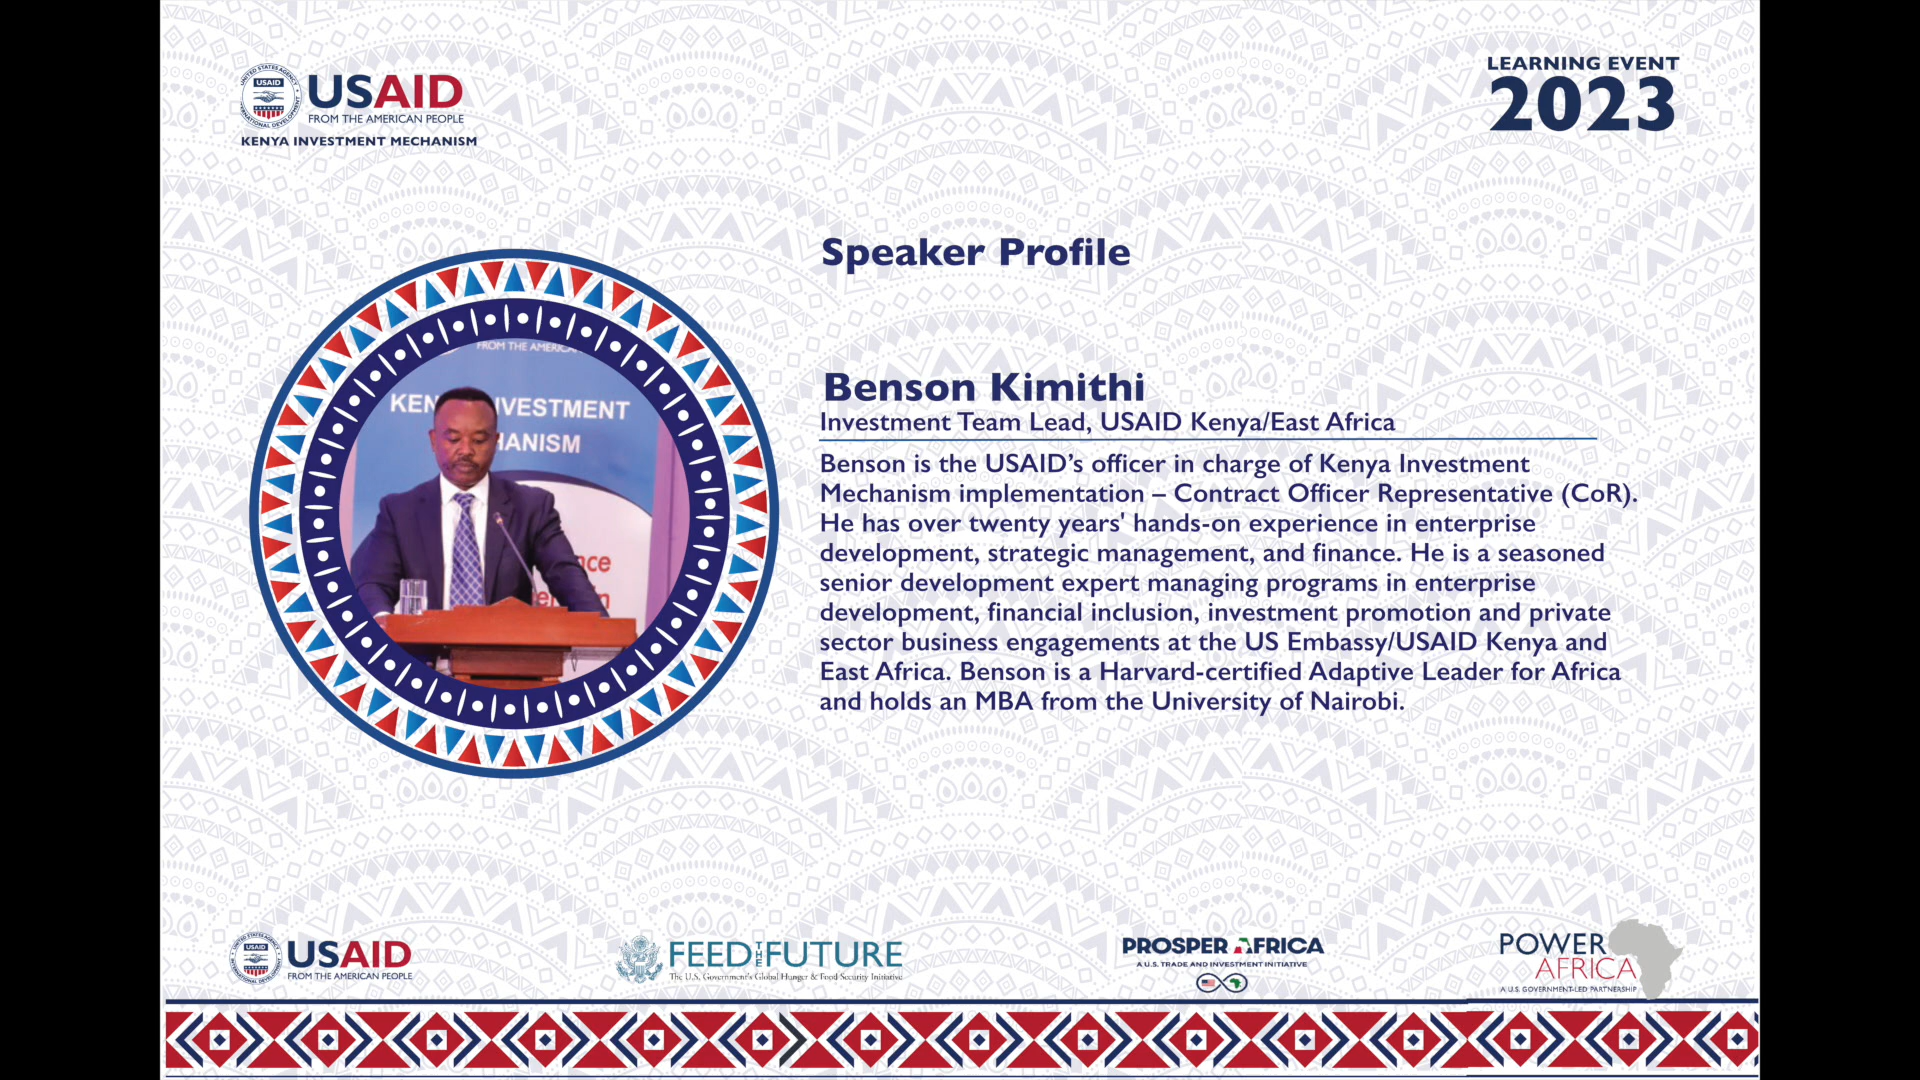 USAID
FROM THE AMERICAN PEOPLE
KENYA INVESTMENT MECHANISM
LEARNING EVENT
2023
Speaker Profile
FROM THE AMERICA
KEN INVESTMENT
HANISM
Benson Kimithi
Investment Team Lead, USAID Kenya/East Africa
Benson is the USAID’s officer in charge of Kenya Investment
Mechanism implementation – Contract Officer Representative (CoR).
He has over twenty years' hands-on experience in enterprise
development, strategic management, and finance. He is a seasoned
senior development expert managing programs in enterprise
development, financial inclusion, investment promotion and private
sector business engagements at the US Embassy/USAID Kenya and
East Africa. Benson is a Harvard-certified Adaptive Leader for Africa
and holds an MBA from the University of Nairobi.
USAID
FROM THE AMERICAN PEOPLE
FEED THE FUTURE
The U.S. Government's Global Hunger & Food Security Initiative
PROSPER AFRICA
A U.S. TRADE AND INVESTMENT INITIATIVE
POWER
AFRICA
A U.S. GOVERNMENT-LED PARTNERSHIP